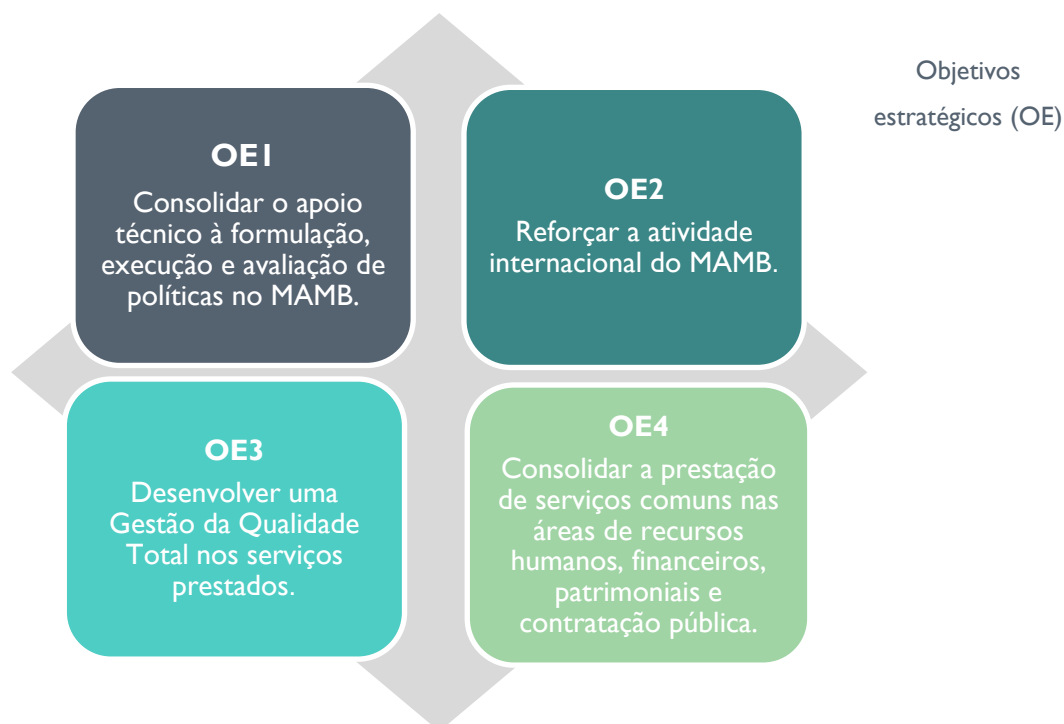 Objetivos
estratégicos (OE)
OE1
Consolidar o apoio
técnico à formulação,
execução e avaliação de
políticas no MAMB.
OE2
Reforçar a atividade
internacional do MAMB.
OE3
Desenvolver uma
Gestão da Qualidade
Total nos serviços
prestados.
OE4
Consolidar a prestação
de serviços comuns nas
áreas de recursos
humanos, financeiros,
patrimoniais e
contratação pública.